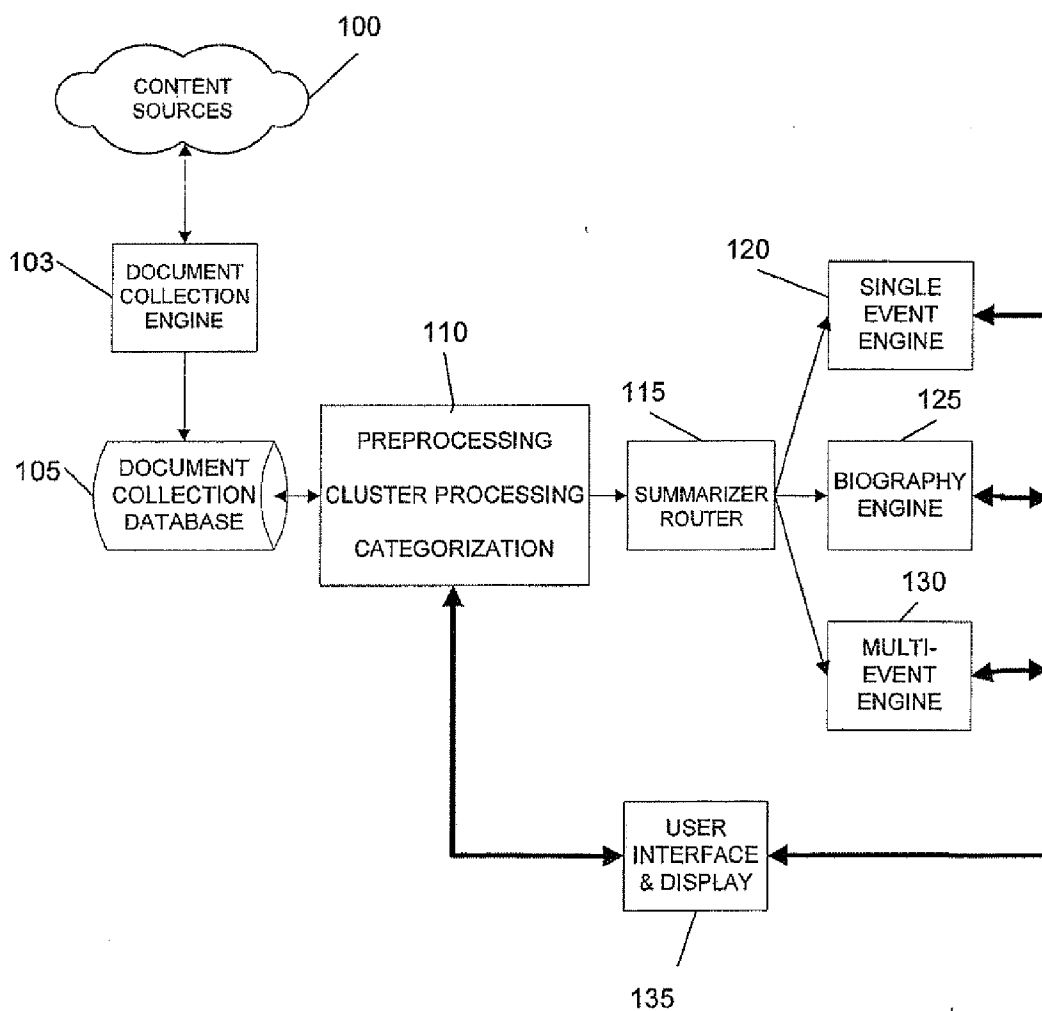 100
CONTENT
SOURCES
103
DOCUMENT
COLLECTION
ENGINE
120
SINGLE
EVENT
ENGINE
110
115
125
105
DOCUMENT
COLLECTION
DATABASE
PREPROCESSING
CLUSTER PROCESSING
CATEGORIZATION
SUMMARIZER
ROUTER
BIOGRAPHY
ENGINE
130
MULTI-
EVENT
ENGINE
USER
INTERFACE
& DISPLAY
135